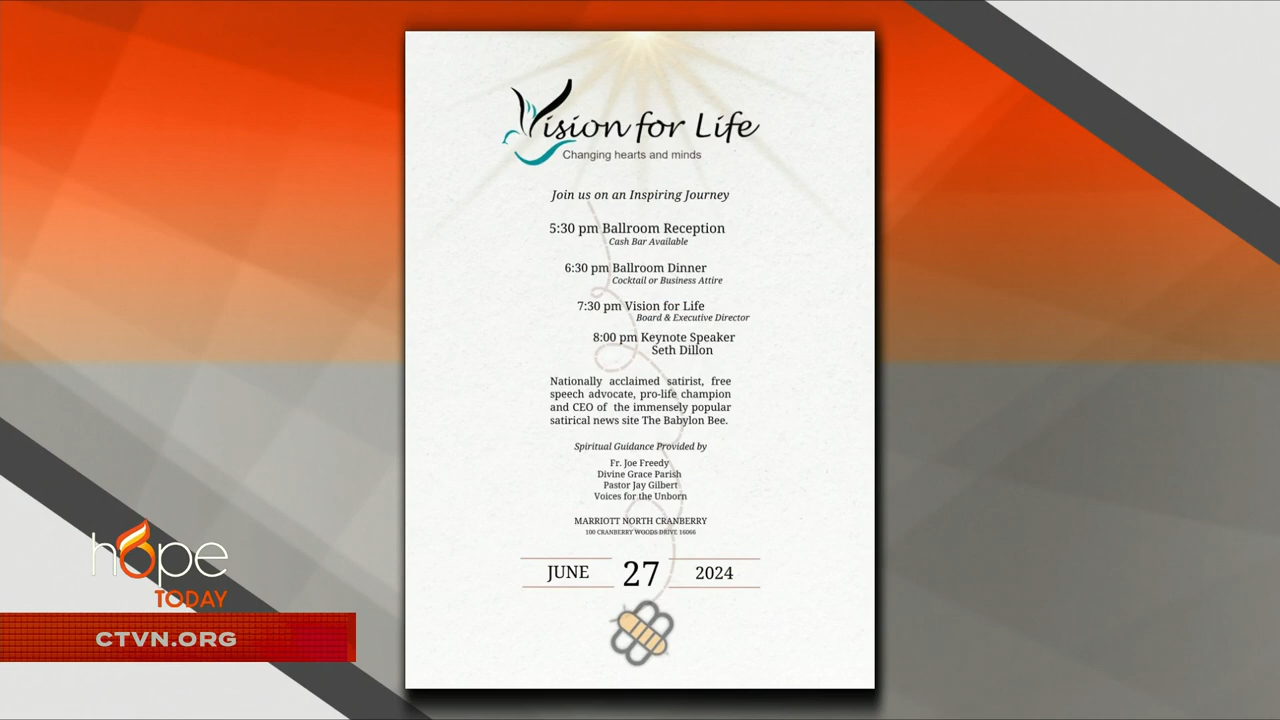 Vision for Life
Changing hearts and minds
Join us on an Inspiring Journey
5:30 pm Ballroom Reception
Cash Bar Available
6:30 pm Ballroom Dinner
Cocktail or Business Attire
7:30 pm Vision for Life
Board & Executive Director
8:00 pm Keynote Speaker
Seth Dillon
Nationally acclaimed satirist, free
speech advocate, pro-life champion
and CEO of the immensely popular
satirical news site The Babylon Bee.
Spiritual Guidance Provided by
Fr. Joe Freedy
Divine Grace Parish
Pastor Jay Gilbert
Voices for the Unborn
MARRIOTT NORTH CRANBERRY
100 CRANBERRY WOODS DRIVE 16066
JUNE 27 2024
hope
TODAY
CTVN.ORG